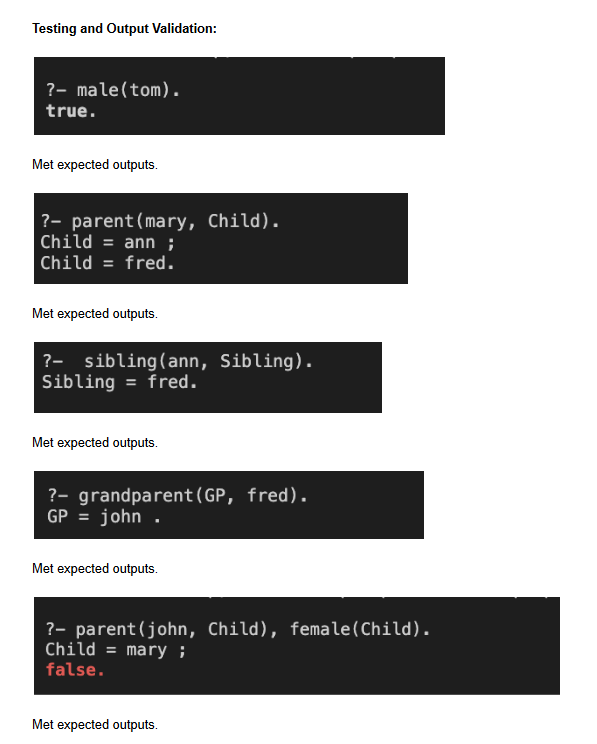 Testing and Output Validation:
?- male(tom).
true.
Met expected outputs.
?- parent(mary, Child).
Child = ann ;
Child = fred.
Met expected outputs.
?-  sibling(ann, Sibling).
Sibling = fred.
Met expected outputs.
?- grandparent(GP, fred).
GP = john .
Met expected outputs.
?- parent(john, Child), female(Child).
Child = mary ;
false.
Met expected outputs.